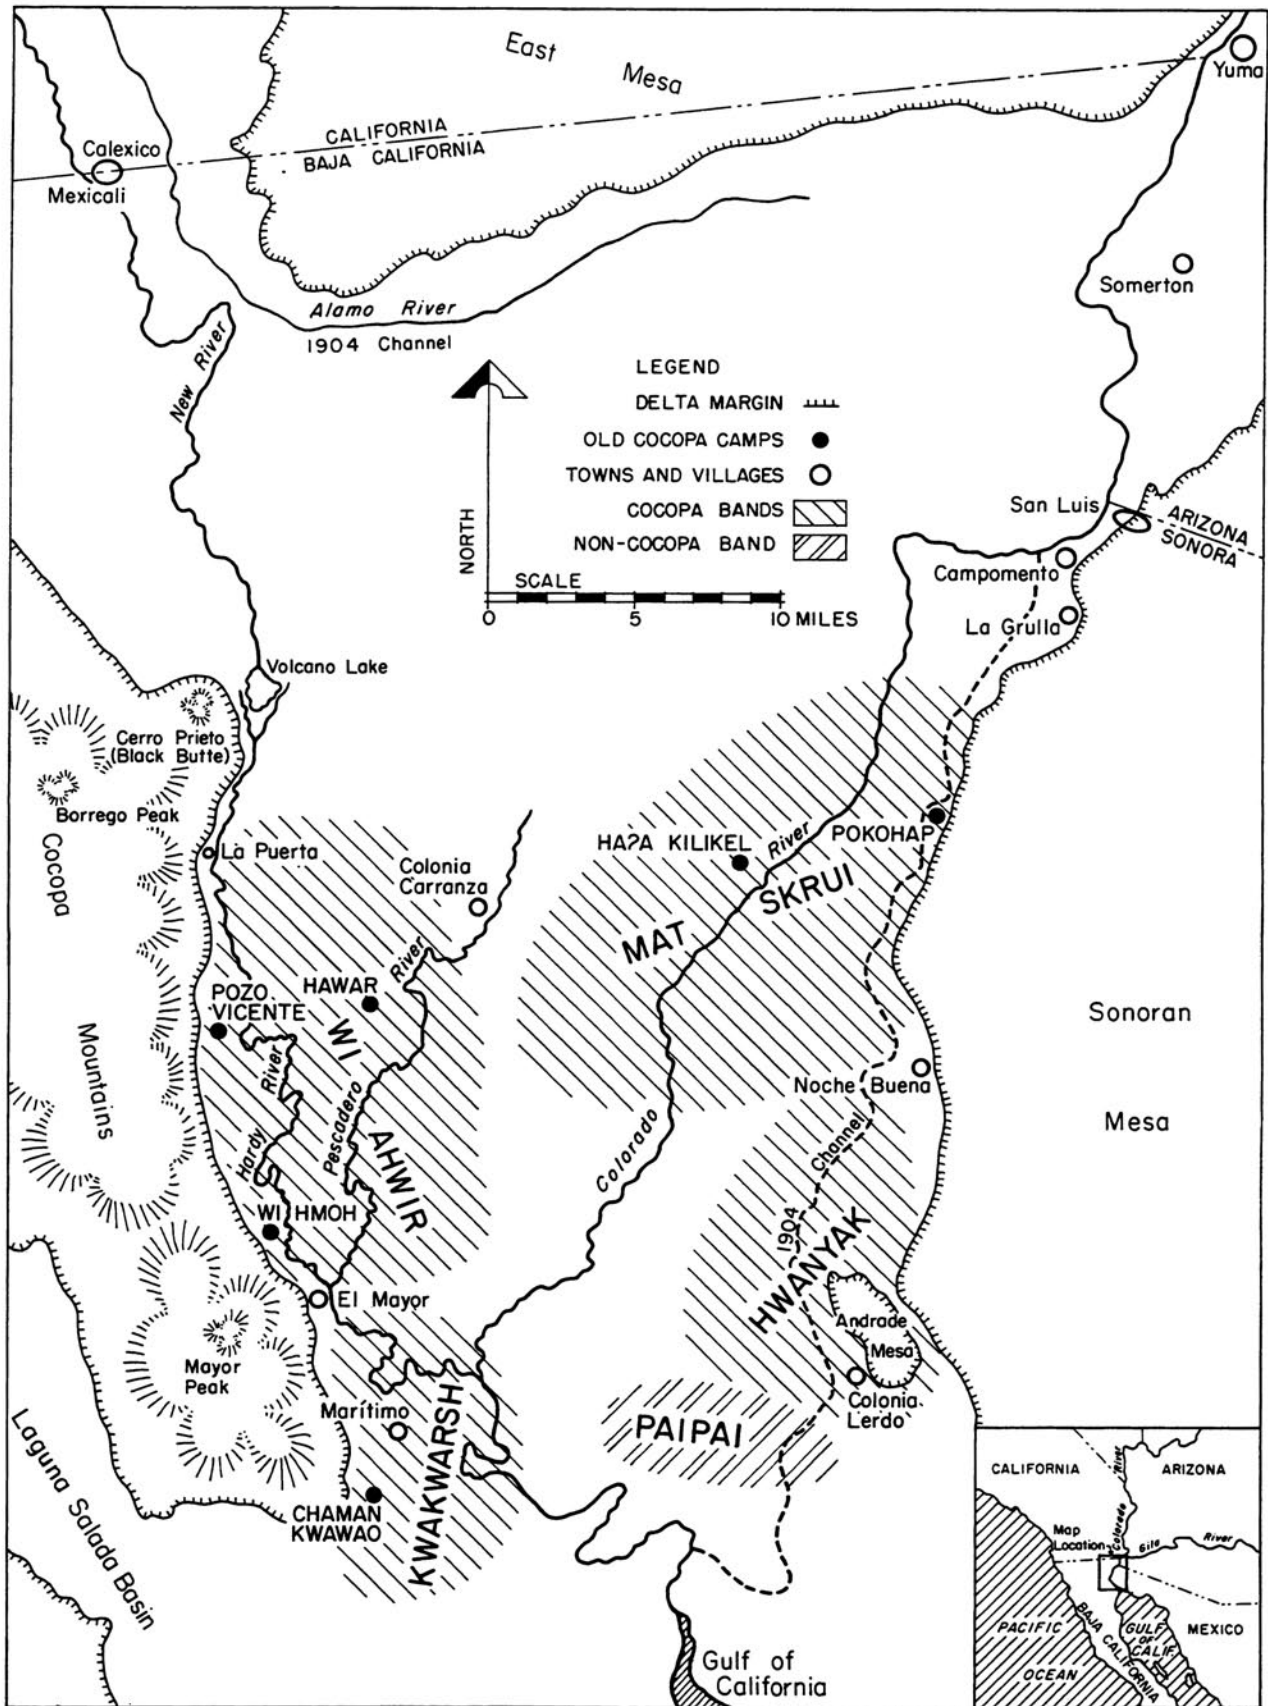 East
Mesa
Yuma
CALIFORNIA
BAJA CALIFORNIA
Calexico
Mexicali
Somerton
Alamo River
1904 Channel
New River
LEGEND
DELTA MARGIN
OLD COCOPA CAMPS
TOWNS AND VILLAGES
COCOPA BANDS
NON-COCOPA BAND
NORTH
SCALE
0 5 10 MILES
San Luis
ARIZONA
SONORA
Campomento
La Grulla
Volcano Lake
Cerro Prieto
(Black Butte)
Borrego Peak
Cocopa
Mountains
La Puerta
Colonia
Carranza
HA?A KILIKEL
River
POKOHAP
MAT SKRUI
POZO
VICENTE
HAWAR
River
WI
AHWIR
River
Hardy
Pescadero
Sonoran
Mesa
Noche Buena
Colorado
Channel
1904
WI HMOH
HWANYAK
El Mayor
Andrade
Mesa
Mayor
Peak
Colonia
Lerdo
Marítimo
KWAKWARSH
PAIPAI
CHAMAN
KWAWAO
Laguna Salada Basin
Gulf of
California
CALIFORNIA
ARIZONA
Colorado River
Map
Location
Gila River
BAJA CALIFORNIA
GULF
OF
CALIF.
MEXICO
PACIFIC
OCEAN